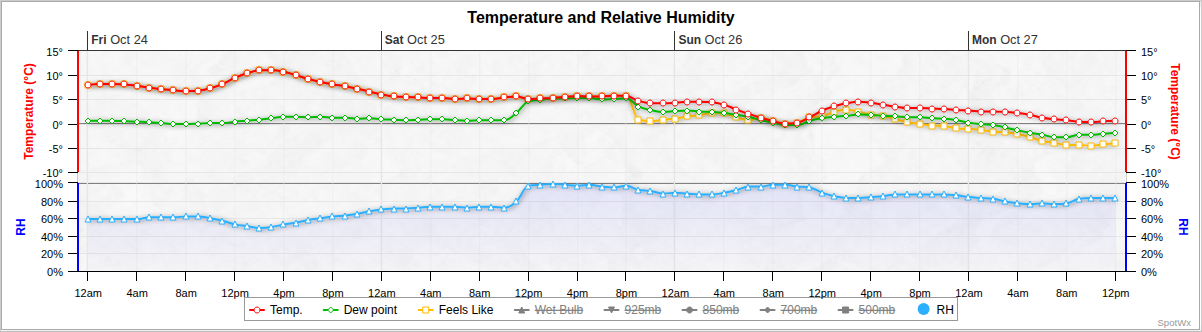 Temperature and Relative Humidity
Fri Oct 24 Sat Oct 25 Sun Oct 26 Mon Oct 27
15° 15°
10° 10°
5° 5°
0° 0°
-5° -5°
-10° -10°
Temperature (°C) Temperature (°C)
100% 100%
80% 80%
60% 60%
40% 40%
20% 20%
0% 0%
RH RH
12am 4am 8am 12pm 4pm 8pm 12am 4am 8am 12pm 4pm 8pm 12am 4am 8am 12pm 4pm 8pm 12am 4am 8am 12pm
Temp. Dew point Feels Like Wet Bulb 925mb 850mb 700mb 500mb RH
SpotWx